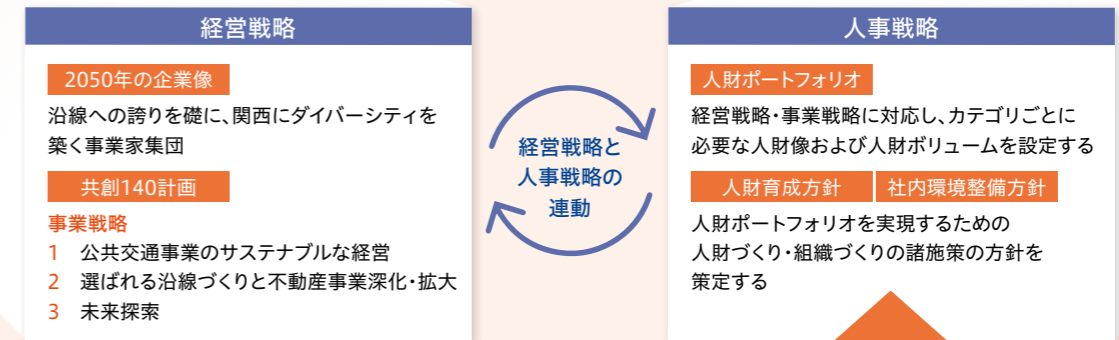 経営戦略
2050年の企業像
沿線への誇りを礎に、関西にダイバーシティを
築く事業家集団
共創140計画
事業戦略
1 公共交通事業のサステナブルな経営
2 選ばれる沿線づくりと不動産事業深化・拡大
3 未来探索
経営戦略と
人事戦略の
連動
人事戦略
人財ポートフォリオ
経営戦略・事業戦略に対応し、カテゴリごとに
必要な人財像および人財ボリュームを設定する
人財育成方針 社内環境整備方針
人財ポートフォリオを実現するための
人財づくり・組織づくりの諸施策の方針を
策定する